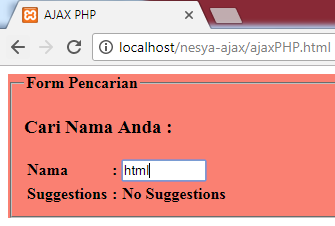 AJAX PHP
localhost/nesya-ajax/ajaxPHP.html
Form Pencarian
Cari Nama Anda :
Nama : html
Suggestions : No Suggestions